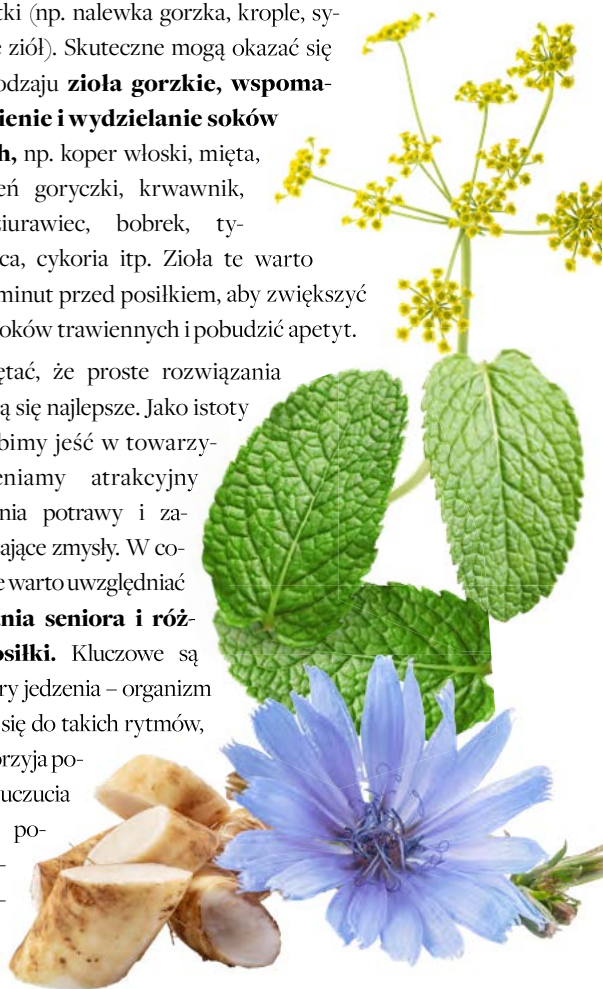 tki (np. nalewka gorzka, krople, sy-
e ziół). Skuteczne mogą okazać się
odzaju zioła gorzkie, wspoma-
ienie i wydzielanie soków
h, np. koper włoski, mięta,
eń goryczki, krwawnik,
ziurawiec, bobrek, ty-
ca, cykoria itp. Zioła te warto
minut przed posiłkiem, aby zwiększyć
oków trawiennych i pobudzić apetyt.
ętać, że proste rozwiązania
ą się najlepsze. Jako istoty
bimy jeść w towarzy-
eniamy atrakcyjny
nia potrawy i za-
ające zmysły. W co-
e warto uwzględniać
nia seniora i róż-
osiłki. Kluczowe są
ry jedzenia – organizm
się do takich rytmów,
orzyja po-
uczucia
po-
-
-